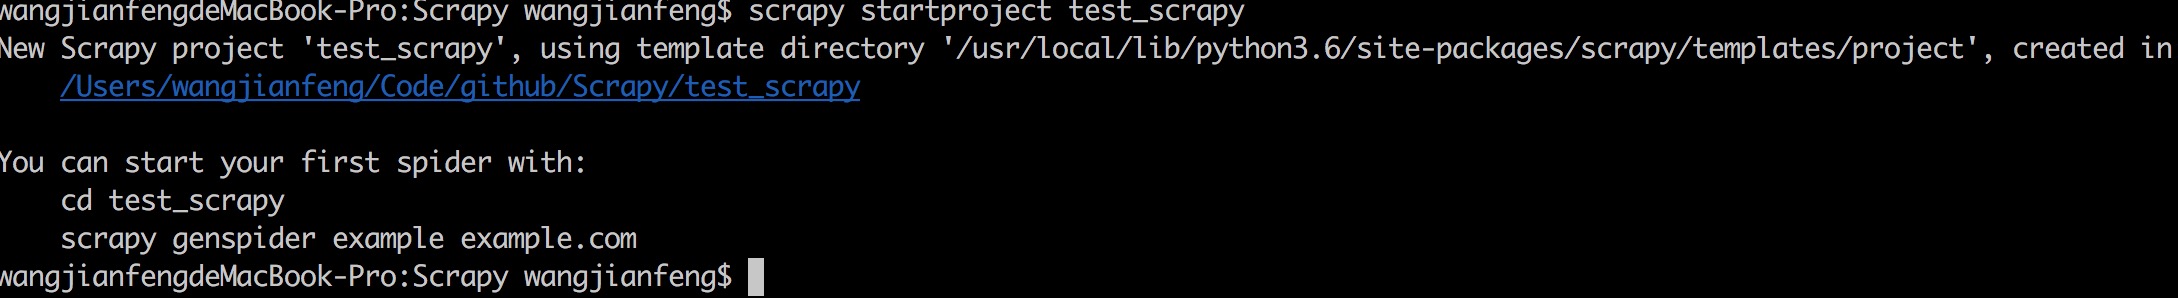 wangjianfengdeMacBook-Pro:Scrapy wangjianfeng$ scrapy startproject test_scrapy
New Scrapy project 'test_scrapy', using template directory '/usr/local/lib/python3.6/site-packages/scrapy/templates/project', created in
/Users/wangjianfeng/Code/github/Scrapy/test_scrapy
You can start your first spider with:
cd test_scrapy
scrapy genspider example example.com
wangjianfengdeMacBook-Pro:Scrapy wangjianfeng$